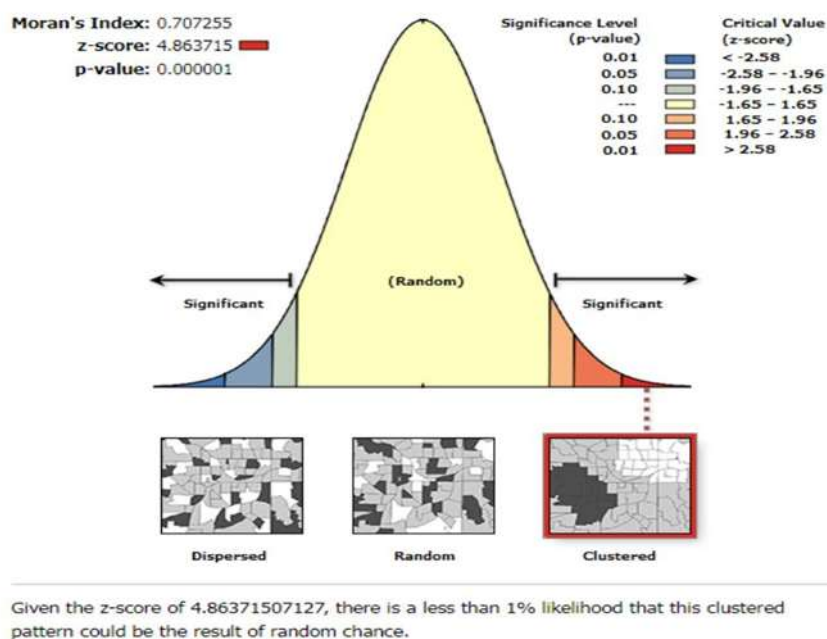 Moran's Index: 0.707255
z-score: 4.863715
p-value: 0.000001
Significance Level
(p-value)
Critical Value
(z-score)
0.01 < -2.58
0.05 -2.58 – -1.96
0.10 -1.96 – -1.65
--- -1.65 – 1.65
0.10 1.65 – 1.96
0.05 1.96 – 2.58
0.01 > 2.58
(Random)
Significant
Significant
Dispersed
Random
Clustered
Given the z-score of 4.86371507127, there is a less than 1% likelihood that this clustered
pattern could be the result of random chance.